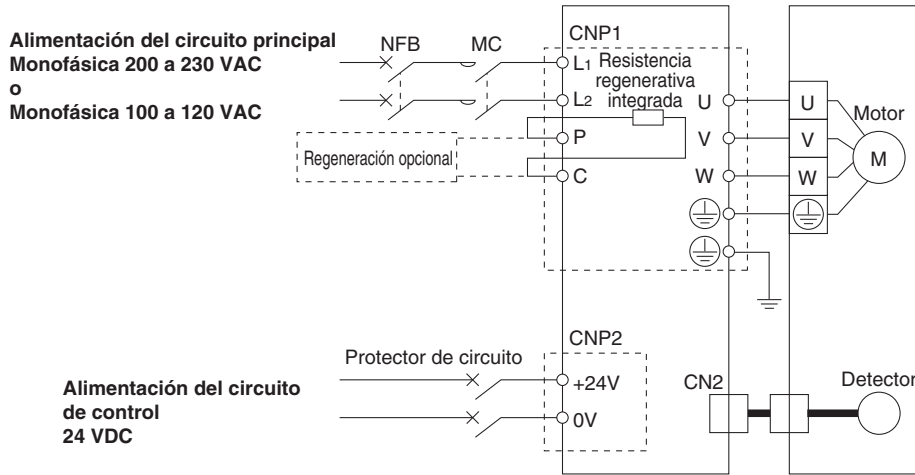 Alimentación del circuito principal
Monofásica 200 a 230 VAC
o
Monofásica 100 a 120 VAC
NFB
MC
CNP1
L1
Resistencia
regenerativa
integrada
L2
U
U
Motor
P
V
V
M
Regeneración opcional
C
W
W
CNP2
Protector de circuito
+24V
CN2
Detector
0V
Alimentación del circuito
de control
24 VDC